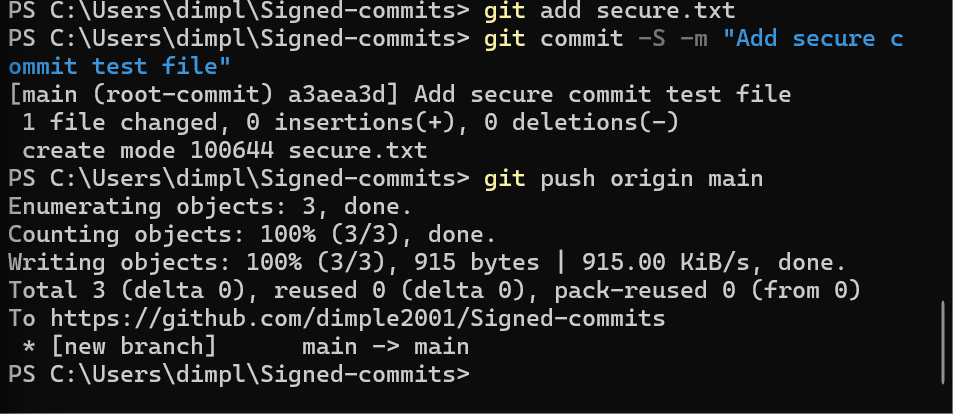 PS C:\Users\dimpl\Signed-commits> git add secure.txt
PS C:\Users\dimpl\Signed-commits> git commit -S -m "Add secure c
ommit test file"
[main (root-commit) a3aea3d] Add secure commit test file
 1 file changed, 0 insertions(+), 0 deletions(-)
 create mode 100644 secure.txt
PS C:\Users\dimpl\Signed-commits> git push origin main
Enumerating objects: 3, done.
Counting objects: 100% (3/3), done.
Writing objects: 100% (3/3), 915 bytes | 915.00 KiB/s, done.
Total 3 (delta 0), reused 0 (delta 0), pack-reused 0 (from 0)
To https://github.com/dimple2001/Signed-commits
 * [new branch]      main -> main
PS C:\Users\dimpl\Signed-commits>